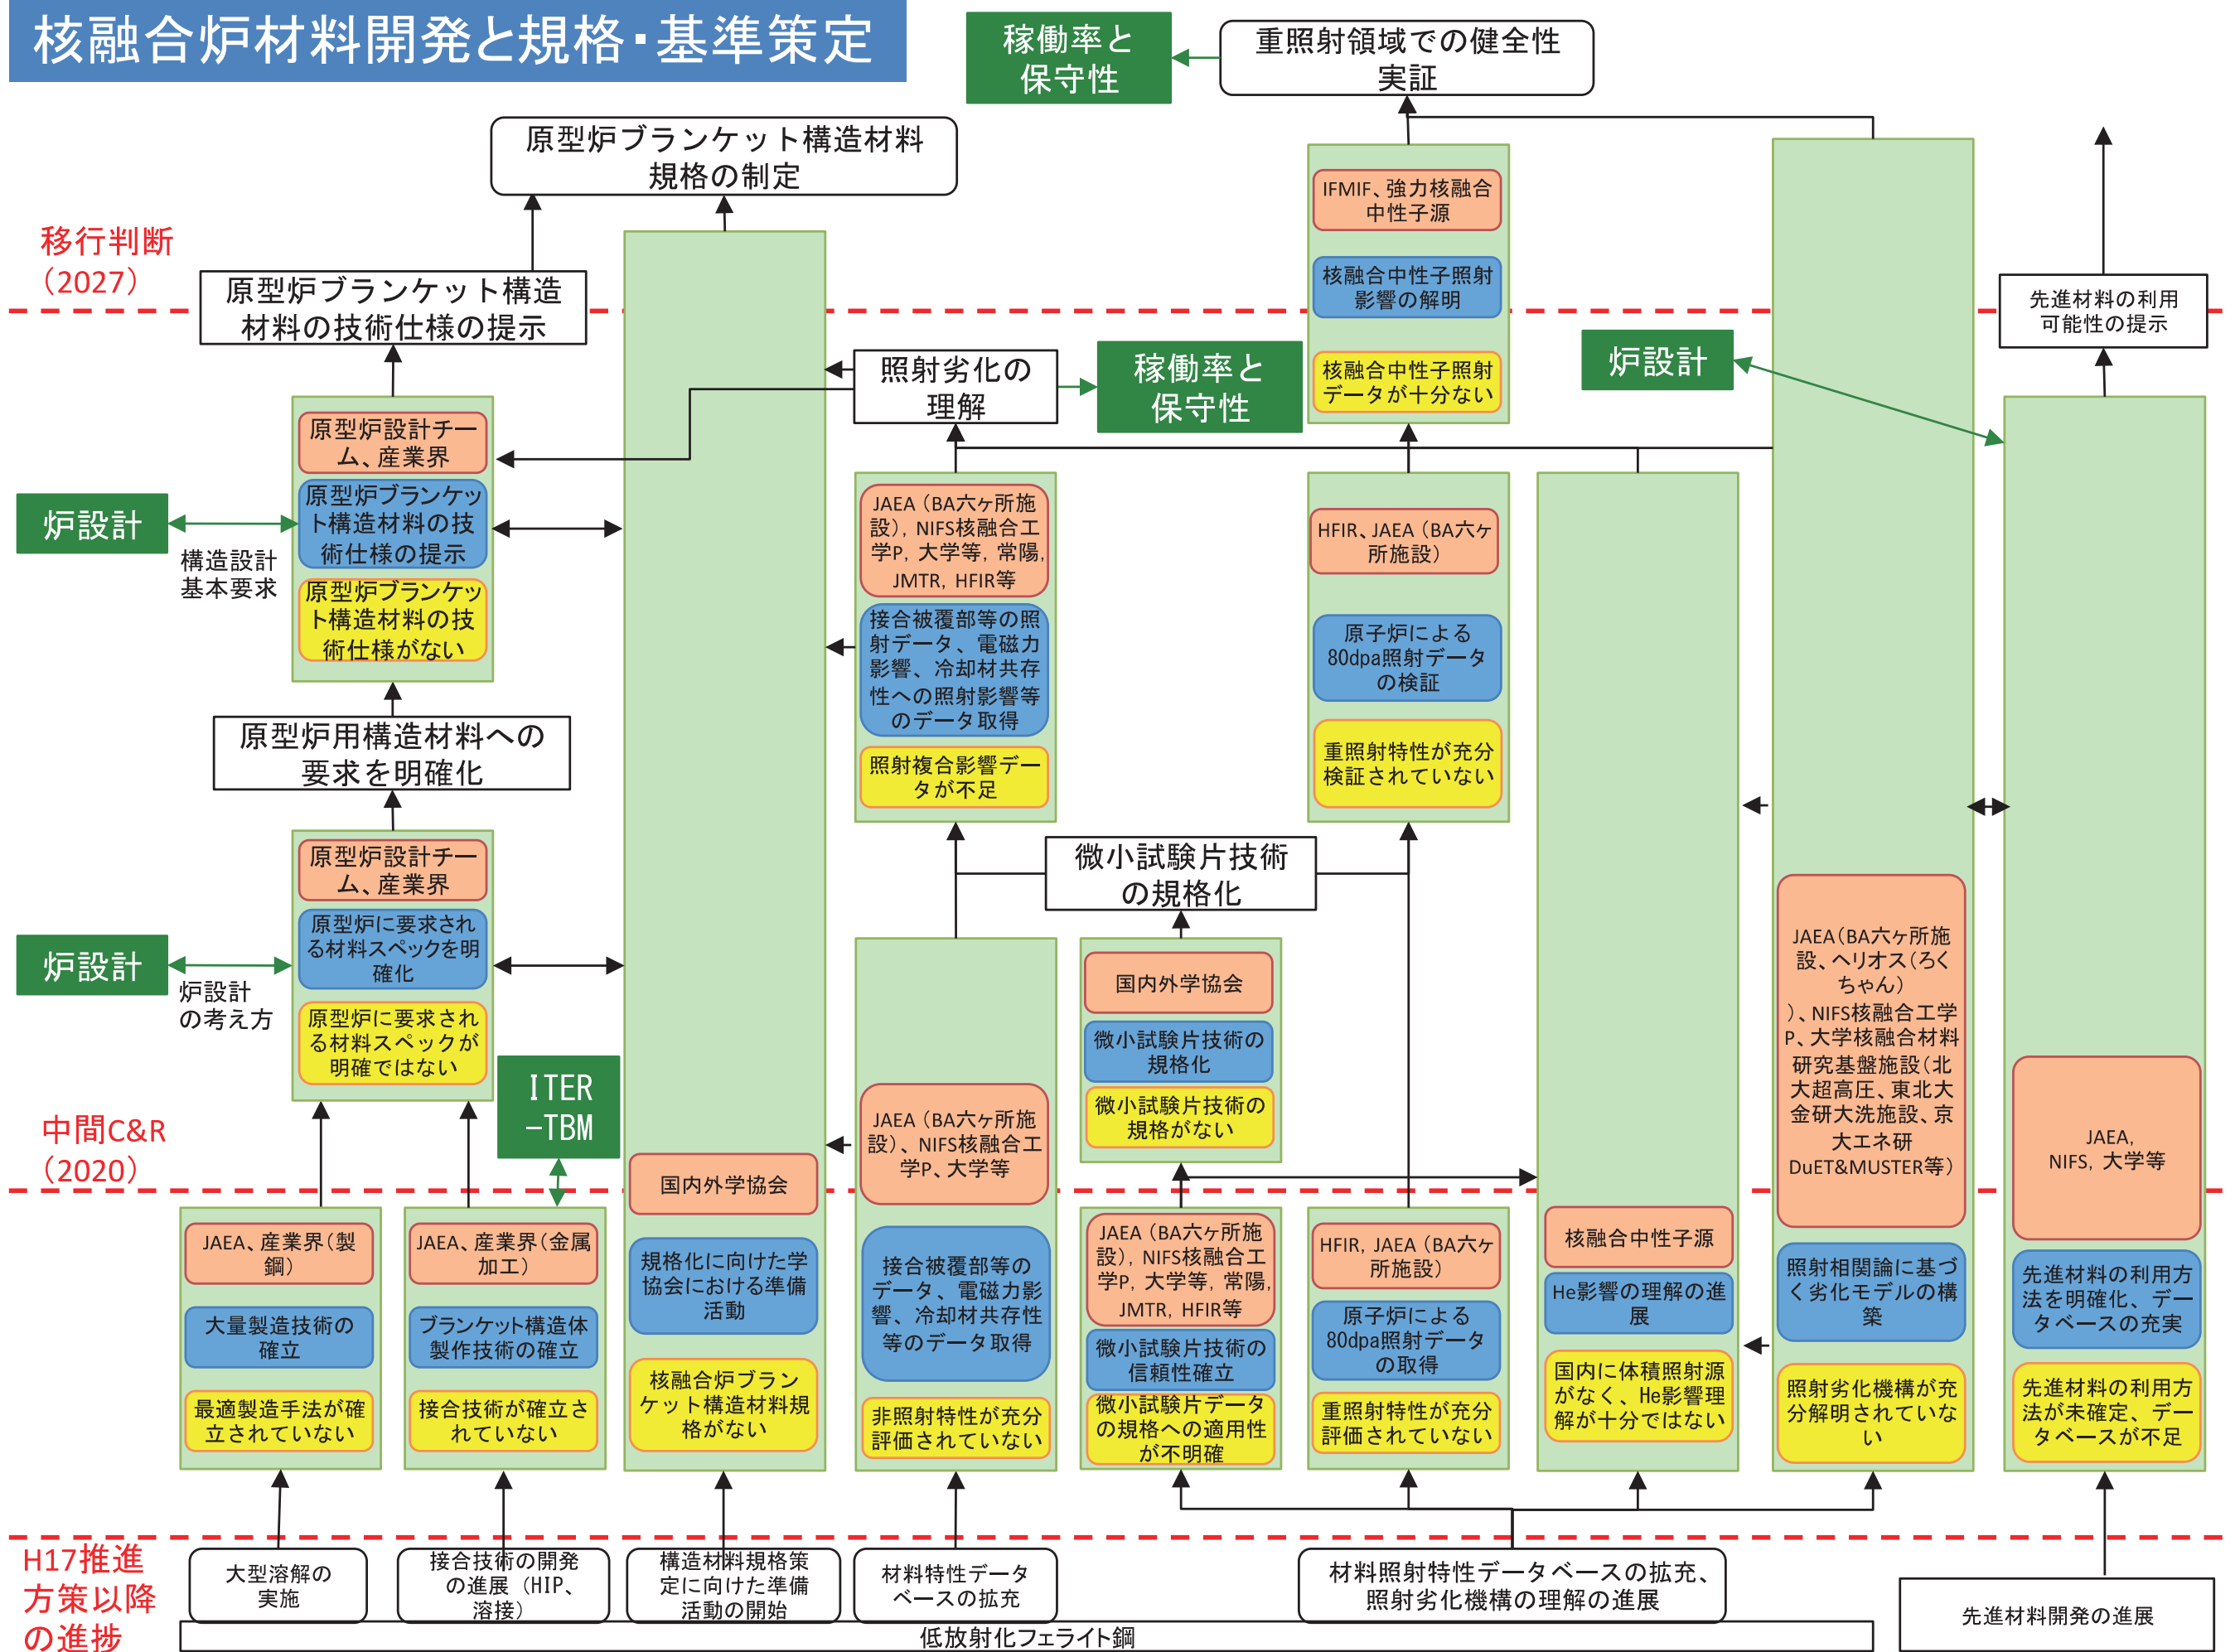 核融合炉材料開発と規格・基準策定
稼働率と
保守性
重照射領域での健全性
実証
原型炉ブランケット構造材料
規格の制定
移行判断
（2027）
IFMIF、強力核融合
中性子源
核融合中性子照射
影響の解明
核融合中性子照射
データが十分ない
原型炉ブランケット構造
材料の技術仕様の提示
先進材料の利用
可能性の提示
照射劣化の
理解
稼働率と
保守性
炉設計
原型炉設計チー
ム、産業界
原型炉ブランケッ
ト構造材料の技
術仕様の提示
原型炉ブランケッ
ト構造材料の技
術仕様がない
炉設計
構造設計
基本要求
JAEA（BA六ヶ所施
設），NIFS核融合工
学P，大学等，常陽，
JMTR，HFIR等
接合被覆部等の照
射データ、電磁力
影響、冷却材共存
性への照射影響等
のデータ取得
照射複合影響デー
タが不足
HFIR、JAEA（BA六ヶ
所施設）
原子炉による
80dpa照射データ
の検証
重照射特性が充分
検証されていない
原型炉用構造材料への
要求を明確化
微小試験片技術
の規格化
原型炉設計チー
ム、産業界
原型炉に要求され
る材料スペックを明
確化
原型炉に要求され
る材料スペックが
明確ではない
炉設計
炉設計
の考え方
ITER
−TBM
中間C&R
（2020）
国内外学協会
微小試験片技術の
規格化
微小試験片技術の
規格がない
JAEA（BA六ヶ所施
設）、NIFS核融合工
学P、大学等
接合被覆部等の
データ、電磁力影
響、冷却材共存性
等のデータ取得
非照射特性が充分
評価されていない
JAEA（BA六ヶ所施
設、ヘリオス（ろく
ちゃん）
）、NIFS核融合工学
P、大学核融合材料
研究基盤施設（北
大超高圧、東北大
金研大洗施設、京
大エネ研
DuET&MUSTER等）
照射相関論に基づ
く劣化モデルの構
築
照射劣化機構が充
分解明されていな
い
JAEA，
NIFS，大学等
先進材料の利用方
法を明確化、デー
タベースの充実
先進材料の利用方
法が未確定、デー
タベースが不足
JAEA、産業界（製
鋼）
大量製造技術の
確立
最適製造手法が確
立されていない
JAEA、産業界（金属
加工）
ブランケット構造体
製作技術の確立
接合技術が確立さ
れていない
国内外学協会
規格化に向けた学
協会における準備
活動
核融合炉ブラン
ケット構造材料規
格がない
JAEA（BA六ヶ所施
設），NIFS核融合工
学P，大学等，常陽，
JMTR，HFIR等
微小試験片技術の
信頼性確立
微小試験片データ
の規格への適用性
が不明確
HFIR，JAEA（BA六ヶ
所施設）
原子炉による
80dpa照射データ
の取得
重照射特性が充分
評価されていない
核融合中性子源
He影響の理解の進
展
国内に体積照射源
がなく、He影響理
解が十分ではない
H17推進
方策以降
の進捗
大型溶解の
実施
接合技術の開発
の進展（HIP、
溶接）
構造材料規格策
定に向けた準備
活動の開始
材料特性データ
ベースの拡充
材料照射特性データベースの拡充、
照射劣化機構の理解の進展
先進材料開発の進展
低放射化フェライト鋼